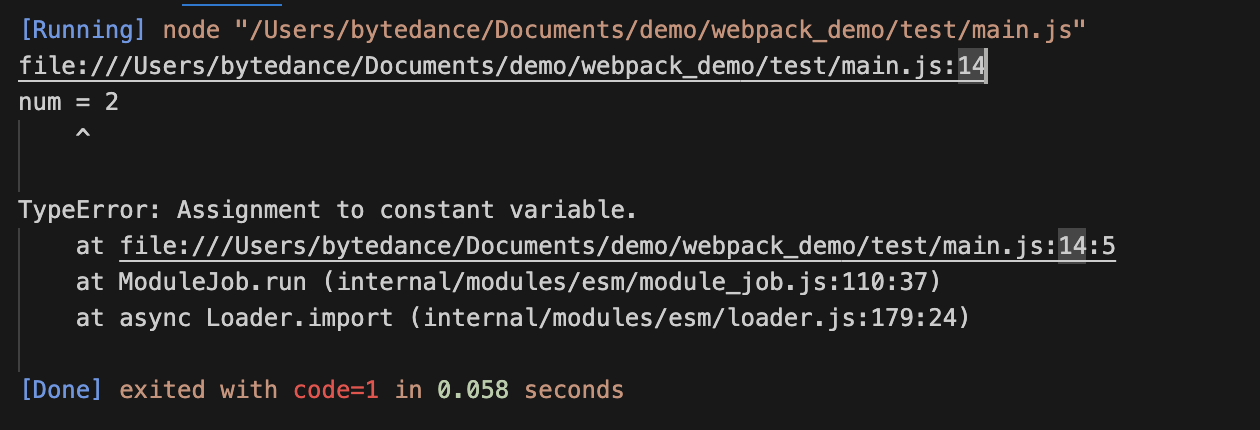 [Running] node "/Users/bytedance/Documents/demo/webpack_demo/test/main.js"
file:///Users/bytedance/Documents/demo/webpack_demo/test/main.js:14
num = 2
    ^
TypeError: Assignment to constant variable.
    at file:///Users/bytedance/Documents/demo/webpack_demo/test/main.js:14:5
    at ModuleJob.run (internal/modules/esm/module_job.js:110:37)
    at async Loader.import (internal/modules/esm/loader.js:179:24)
[Done] exited with code=1 in 0.058 seconds